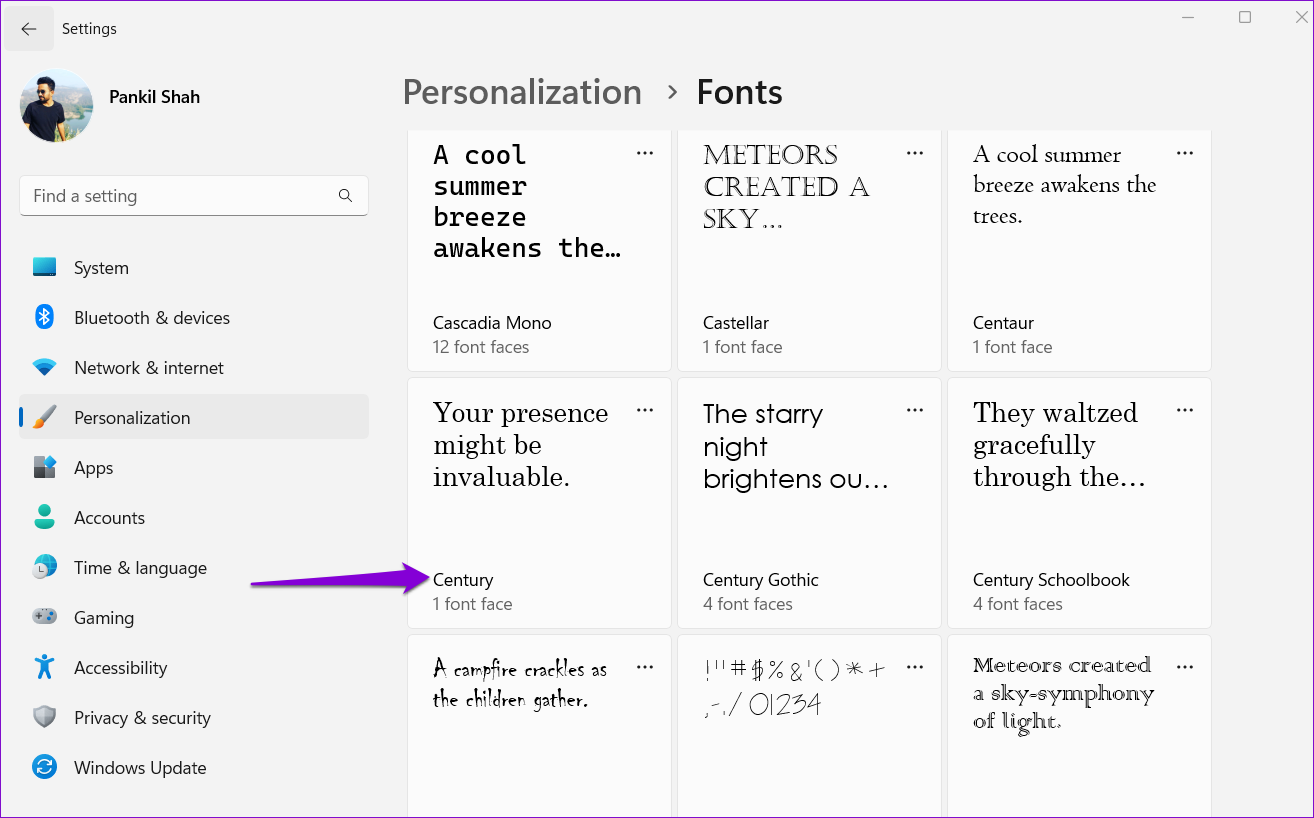 Settings
Pankil Shah
Find a setting
System
Bluetooth & devices
Network & internet
Personalization
Apps
Accounts
Time & language
Gaming
Accessibility
Privacy & security
Windows Update
Personalization > Fonts
A cool
summer
breeze
awakens the…
Cascadia Mono
12 font faces
METEORS
CREATED A
SKY…
Castellar
1 font face
A cool summer
breeze awakens the
trees.
Centaur
1 font face
Your presence
might be
invaluable.
Century
1 font face
The starry
night
brightens ou…
Century Gothic
4 font faces
They waltzed
gracefully
through the…
Century Schoolbook
4 font faces
A campfire crackles as
the children gather.
!"#$%&'()*+
,-./ 01234
Meteors created
a sky-symphony
of light.